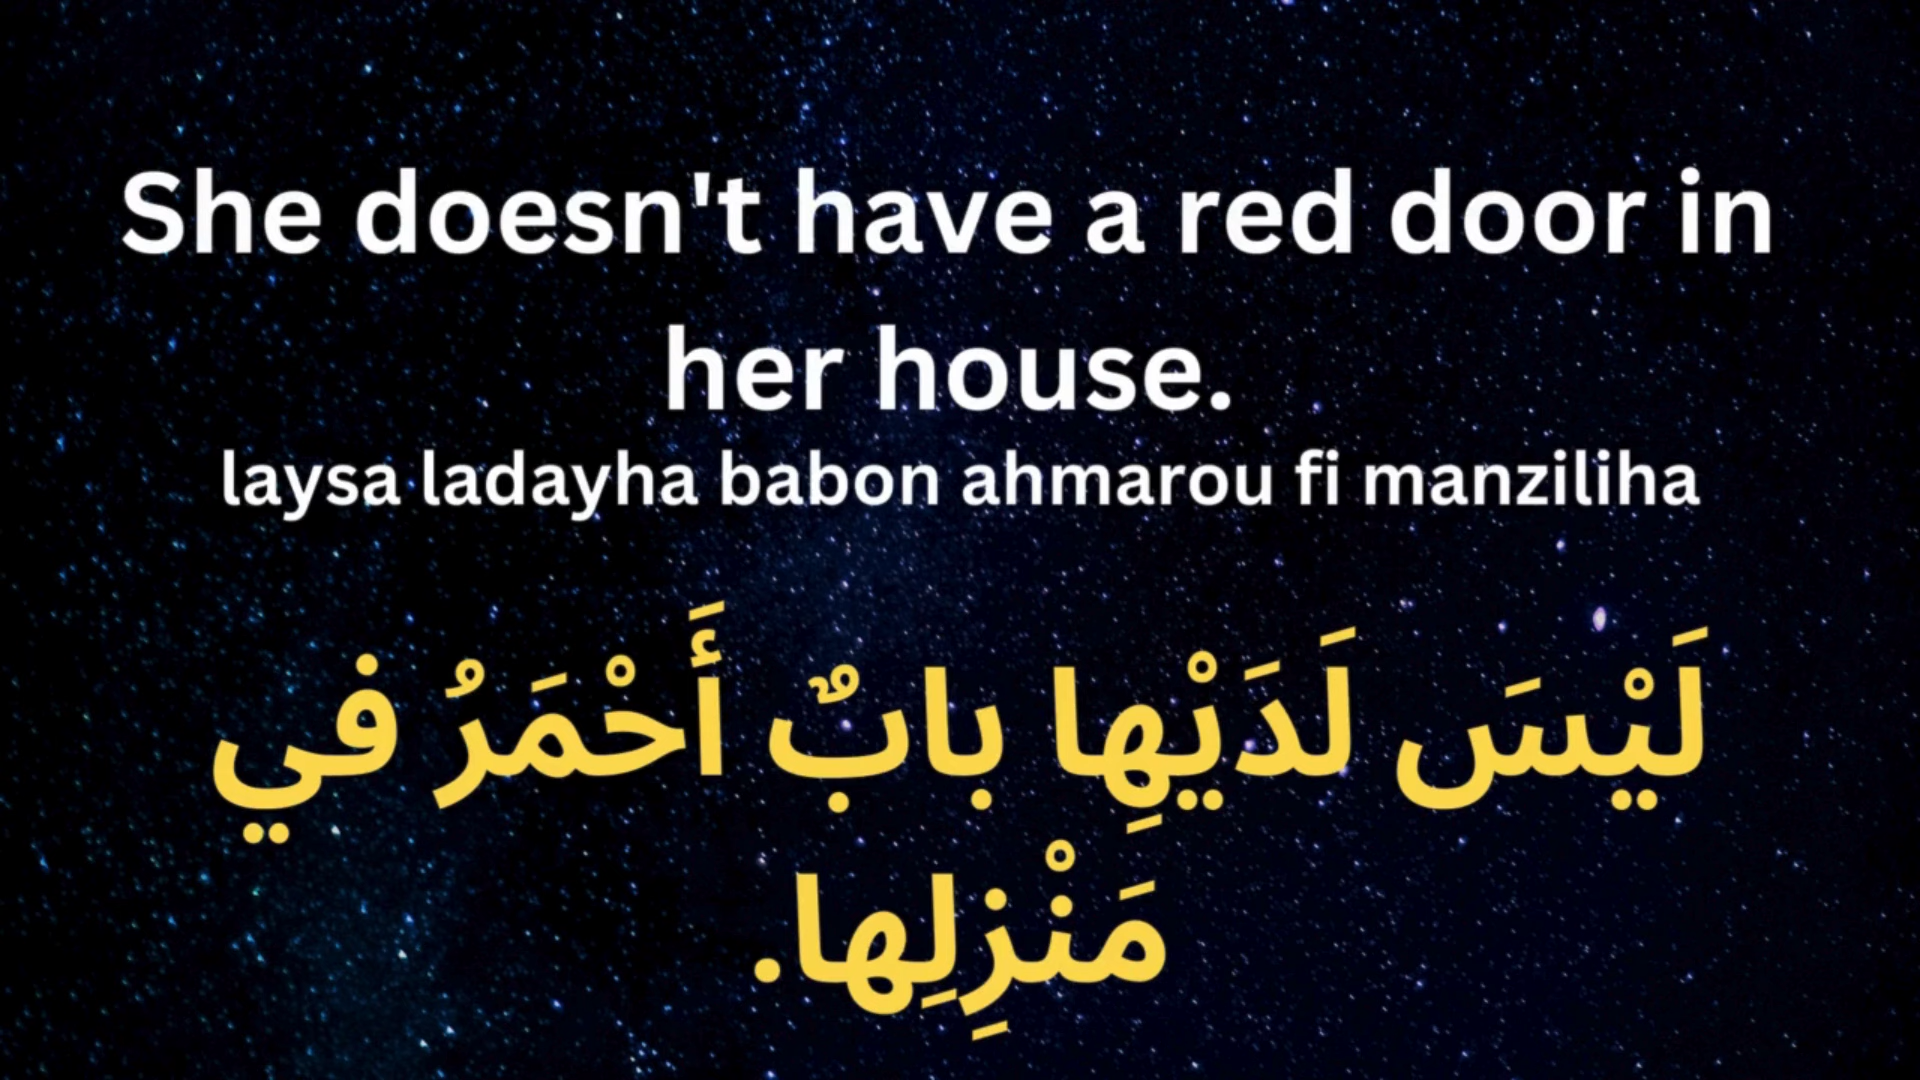 She doesn't have a red door in
her house.
laysa ladayha babon ahmarou fi manziliha
لَيْسَ لَدَيْهِا بابٌ أَحْمَرُ في
مَنْزِلِها.